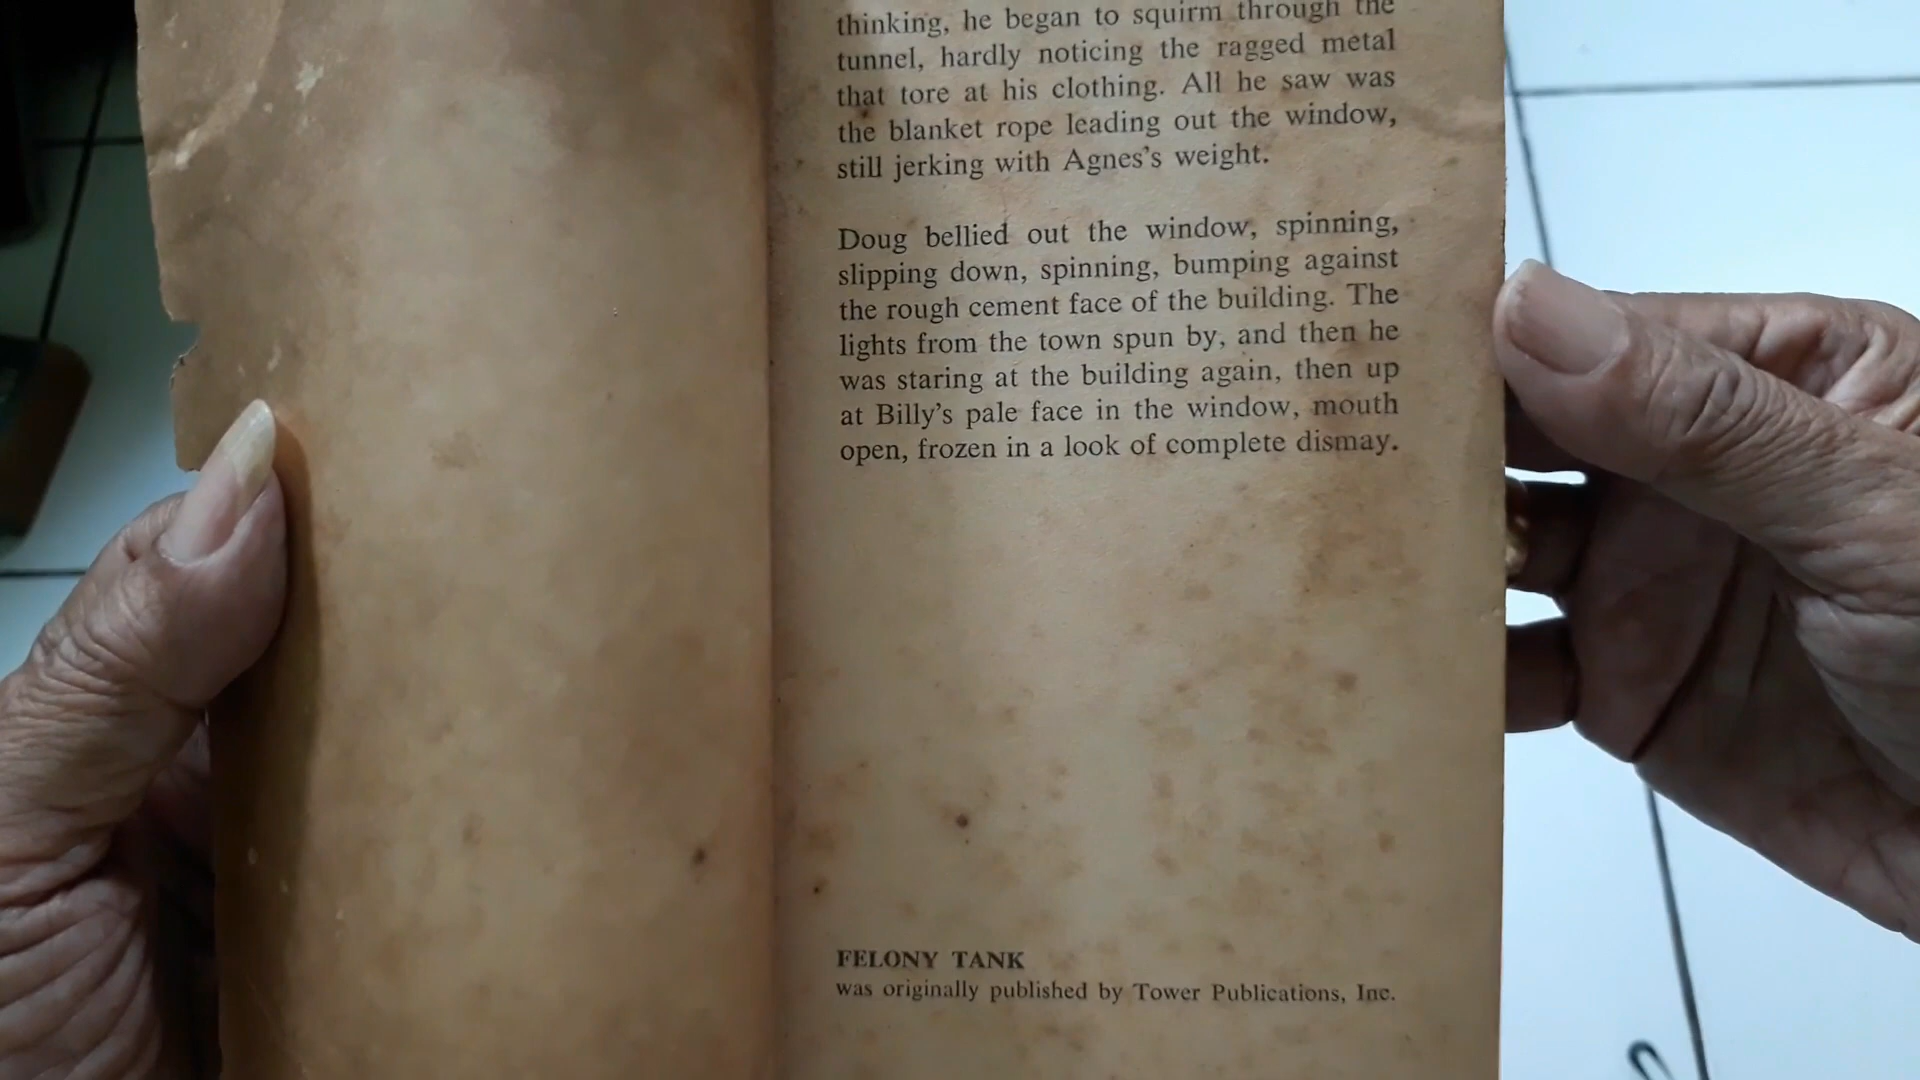 thinking, he began to squirm through the
tunnel, hardly noticing the ragged metal
that tore at his clothing. All he saw was
the blanket rope leading out the window,
still jerking with Agnes's weight.
Doug bellied out the window, spinning,
slipping down, spinning, bumping against
the rough cement face of the building. The
lights from the town spun by, and then he
was staring at the building again, then up
at Billy's pale face in the window, mouth
open, frozen in a look of complete dismay.
FELONY TANK
was originally published by Tower Publications, Inc.